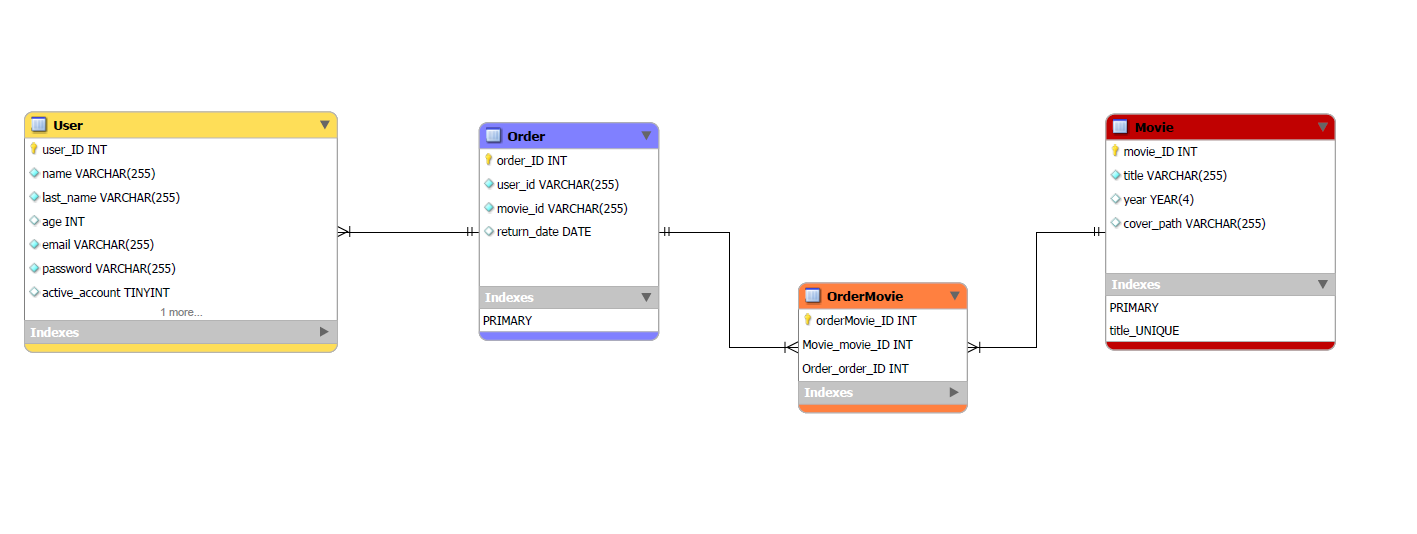 User
user_ID INT
name VARCHAR(255)
last_name VARCHAR(255)
age INT
email VARCHAR(255)
password VARCHAR(255)
active_account TINYINT
1 more...
Indexes
Order
order_ID INT
user_id VARCHAR(255)
movie_id VARCHAR(255)
return_date DATE
Indexes
PRIMARY
OrderMovie
orderMovie_ID INT
Movie_movie_ID INT
Order_order_ID INT
Indexes
Movie
movie_ID INT
title VARCHAR(255)
year YEAR(4)
cover_path VARCHAR(255)
Indexes
PRIMARY
title_UNIQUE